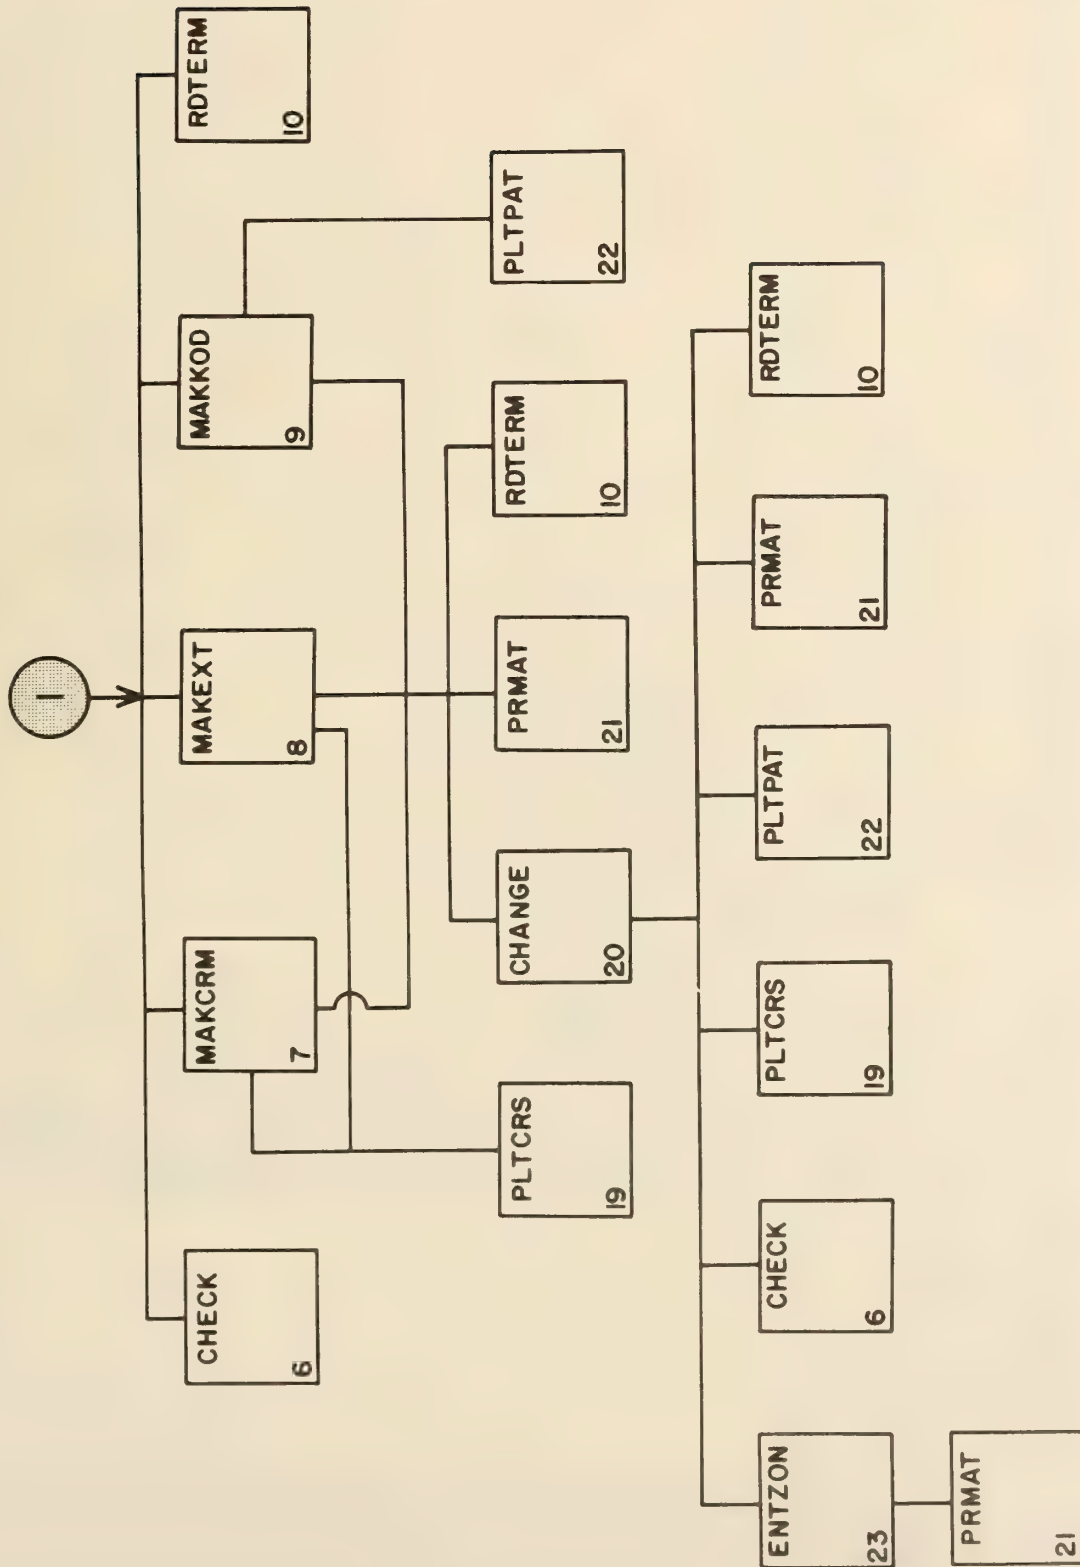 1
CHECK
6
MAKCRM
7
MAKEXT
8
MAKKOD
9
RDTERM
10
PLTCRS
19
CHANGE
20
PRMAT
21
RDTERM
10
PLTPAT
22
ENTZON
23
CHECK
6
PLTCRS
19
PLTPAT
22
PRMAT
21
RDTERM
10
PRMAT
21